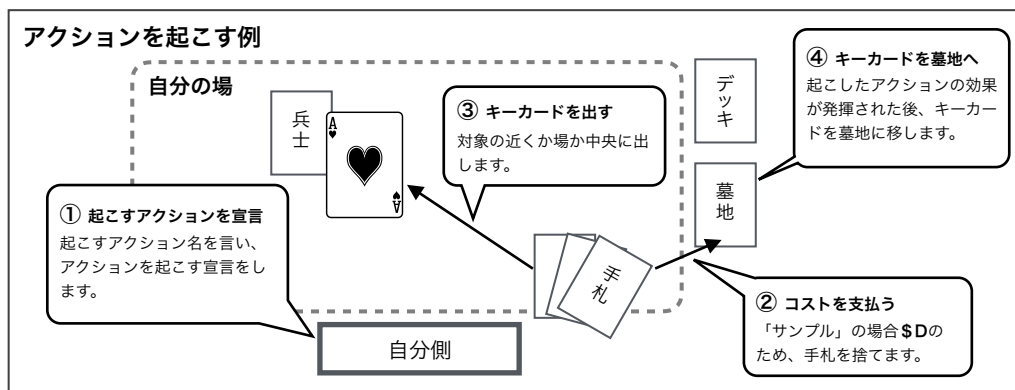 アクションを起こす例
自分の場
兵士
A
♥
A
♥
① 起こすアクションを宣言
起こすアクション名を言い、
アクションを起こす宣言をし
ます。
③ キーカードを出す
対象の近くか場か中央に出
します。
デッキ
墓地
④ キーカードを墓地へ
起こしたアクションの効果
が発揮された後、キーカー
ドを墓地に移します。
手札
② コストを支払う
「サンプル」の場合$Dの
ため、手札を捨てます。
自分側